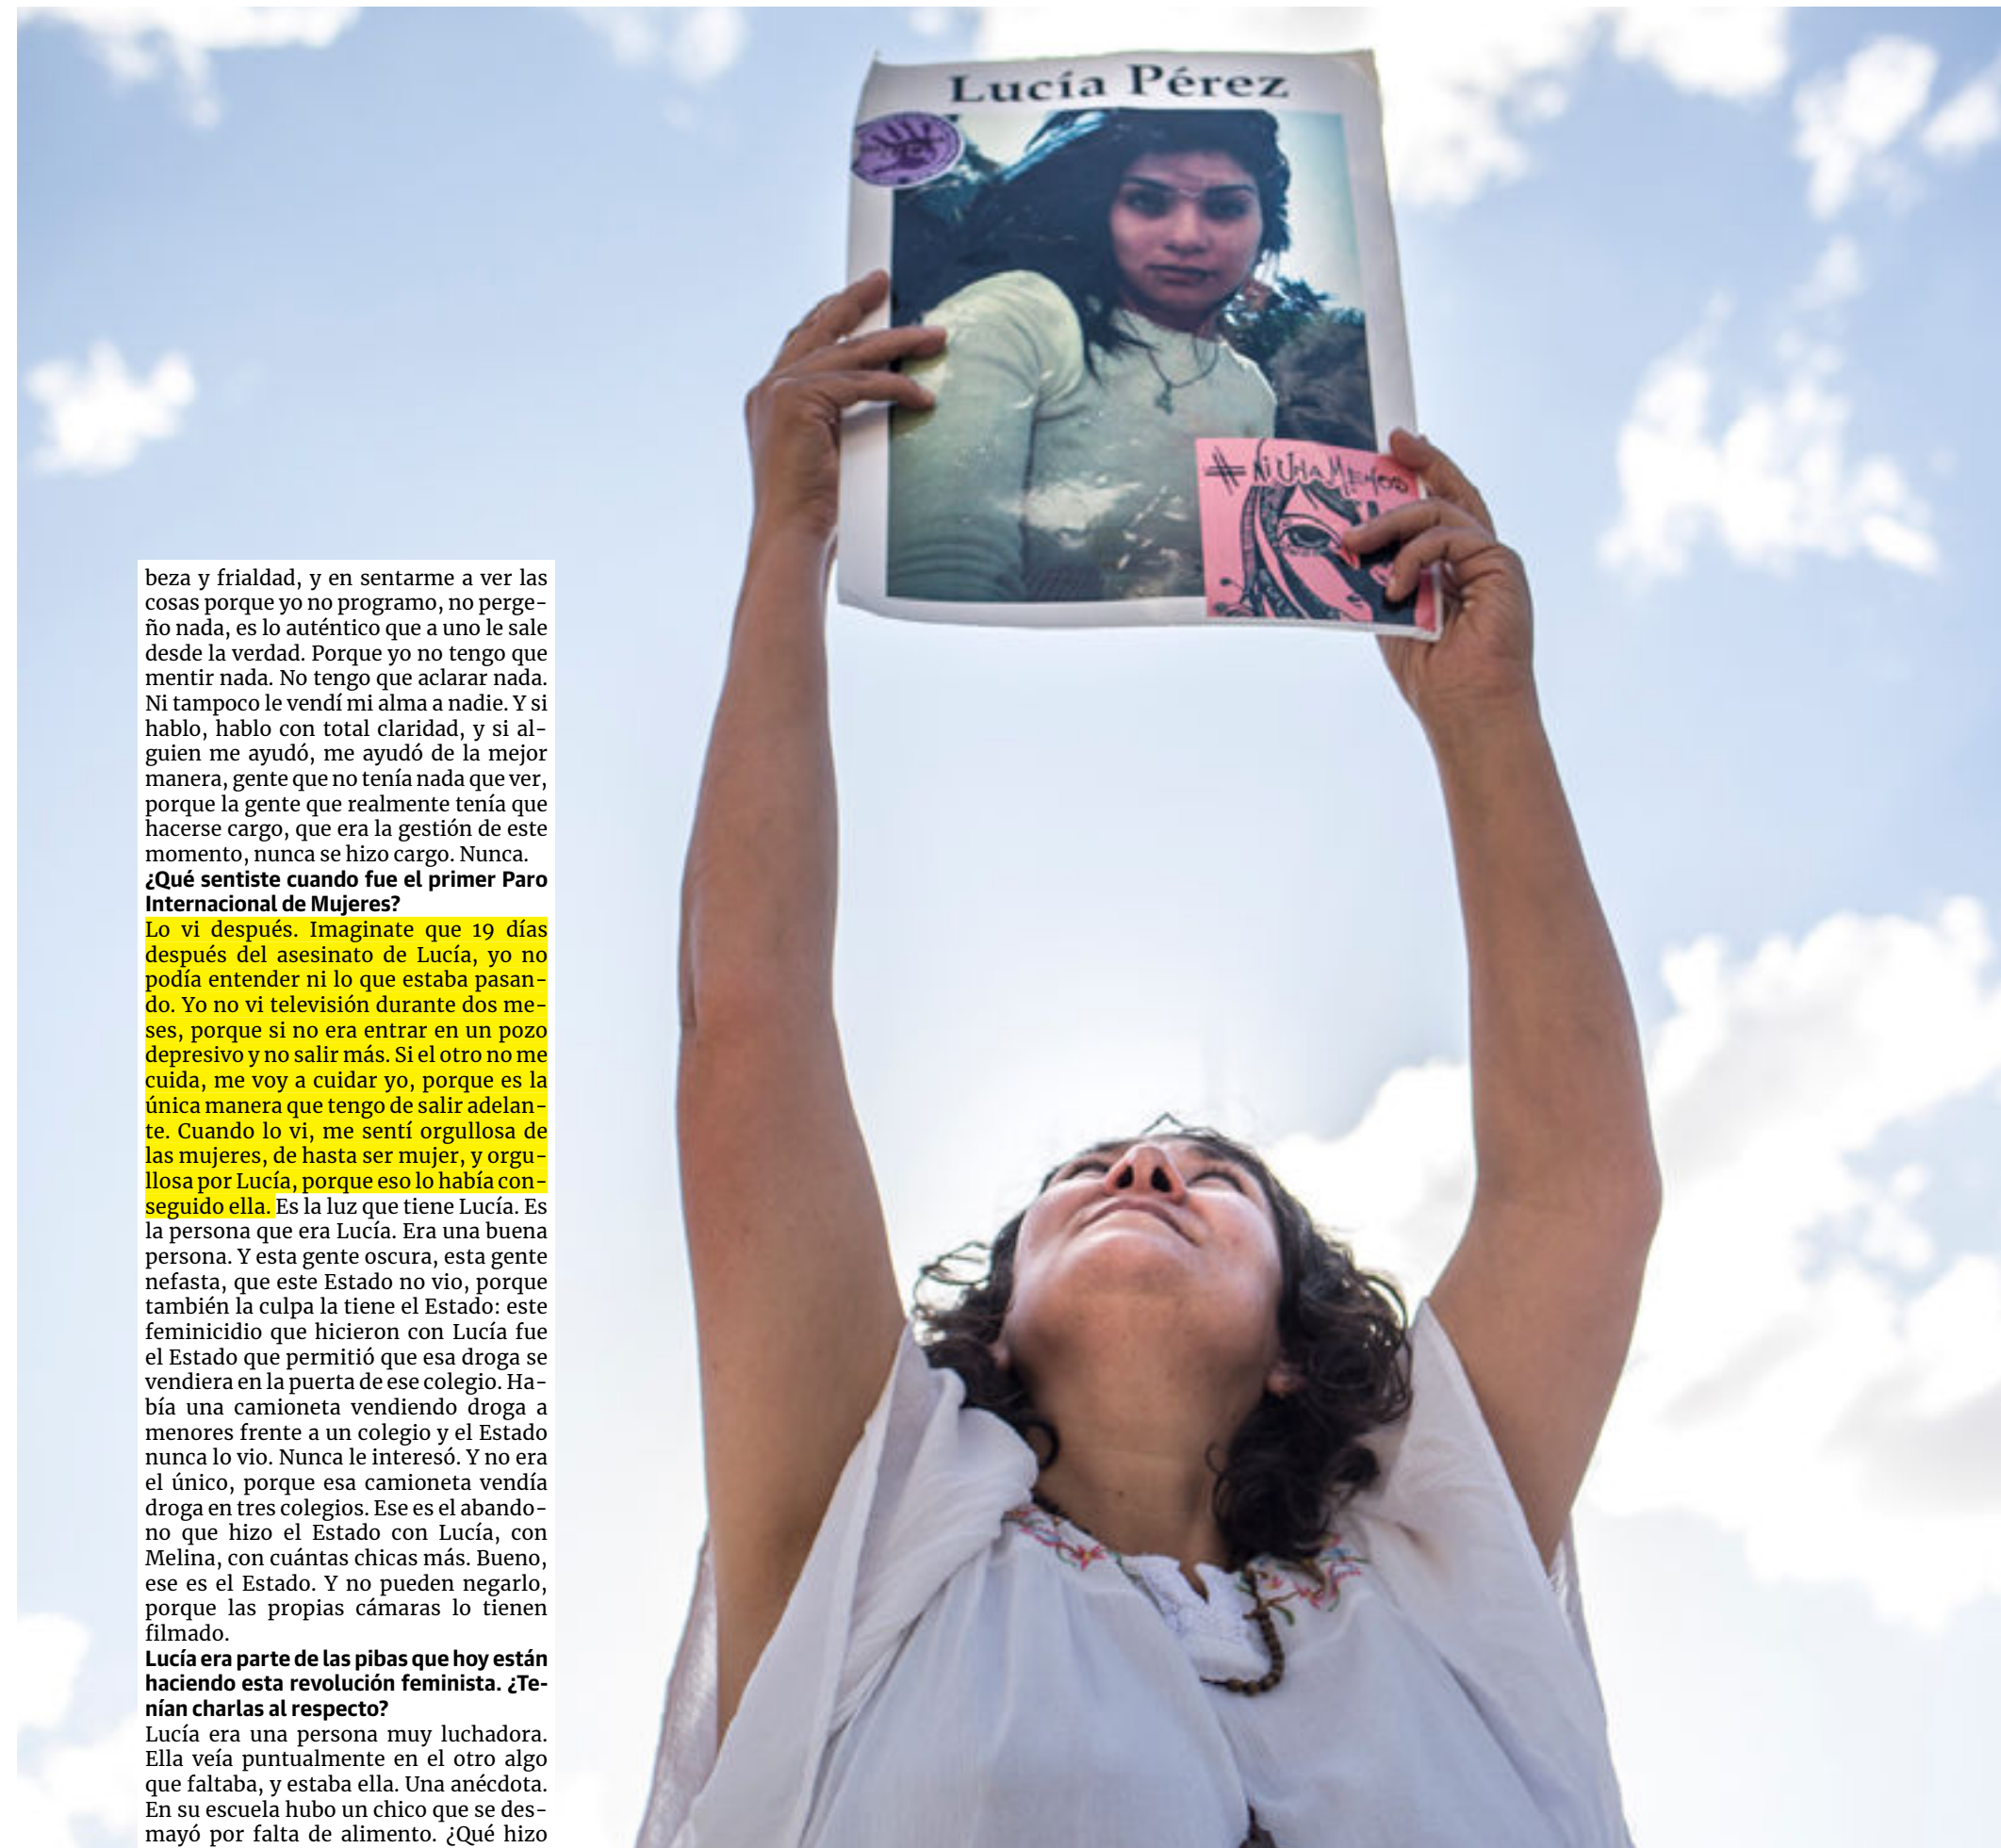 Lucía Pérez
#NiUNaMENOS
beza y frialdad, y en sentarme a ver las
cosas porque yo no programo, no perge-
ño nada, es lo auténtico que a uno le sale
desde la verdad. Porque yo no tengo que
mentir nada. No tengo que aclarar nada.
Ni tampoco le vendí mi alma a nadie. Y si
hablo, hablo con total claridad, y si al-
guien me ayudó, me ayudó de la mejor
manera, gente que no tenía nada que ver,
porque la gente que realmente tenía que
hacerse cargo, que era la gestión de este
momento, nunca se hizo cargo. Nunca.
¿Qué sentiste cuando fue el primer Paro
Internacional de Mujeres?
Lo vi después. Imaginate que 19 días
después del asesinato de Lucía, yo no
podía entender ni lo que estaba pasan-
do. Yo no vi televisión durante dos me-
ses, porque si no era entrar en un pozo
depresivo y no salir más. Si el otro no me
cuida, me voy a cuidar yo, porque es la
única manera que tengo de salir adelan-
te. Cuando lo vi, me sentí orgullosa de
las mujeres, de hasta ser mujer, y orgu-
llosa por Lucía, porque eso lo había con-
seguido ella. Es la luz que tiene Lucía. Es
la persona que era Lucía. Era una buena
persona. Y esta gente oscura, esta gente
nefasta, que este Estado no vio, porque
también la culpa la tiene el Estado: este
feminicidio que hicieron con Lucía fue
el Estado que permitió que esa droga se
vendiera en la puerta de ese colegio. Ha-
bía una camioneta vendiendo droga a
menores frente a un colegio y el Estado
nunca lo vio. Nunca le interesó. Y no era
el único, porque esa camioneta vendía
droga en tres colegios. Ese es el abando-
no que hizo el Estado con Lucía, con
Melina, con cuántas chicas más. Bueno,
ese es el Estado. Y no pueden negarlo,
porque las propias cámaras lo tienen
filmado.
Lucía era parte de las pibas que hoy están
haciendo esta revolución feminista. ¿Te-
nían charlas al respecto?
Lucía era una persona muy luchadora.
Ella veía puntualmente en el otro algo
que faltaba, y estaba ella. Una anécdota.
En su escuela hubo un chico que se des-
mayó por falta de alimento. ¿Qué hizo